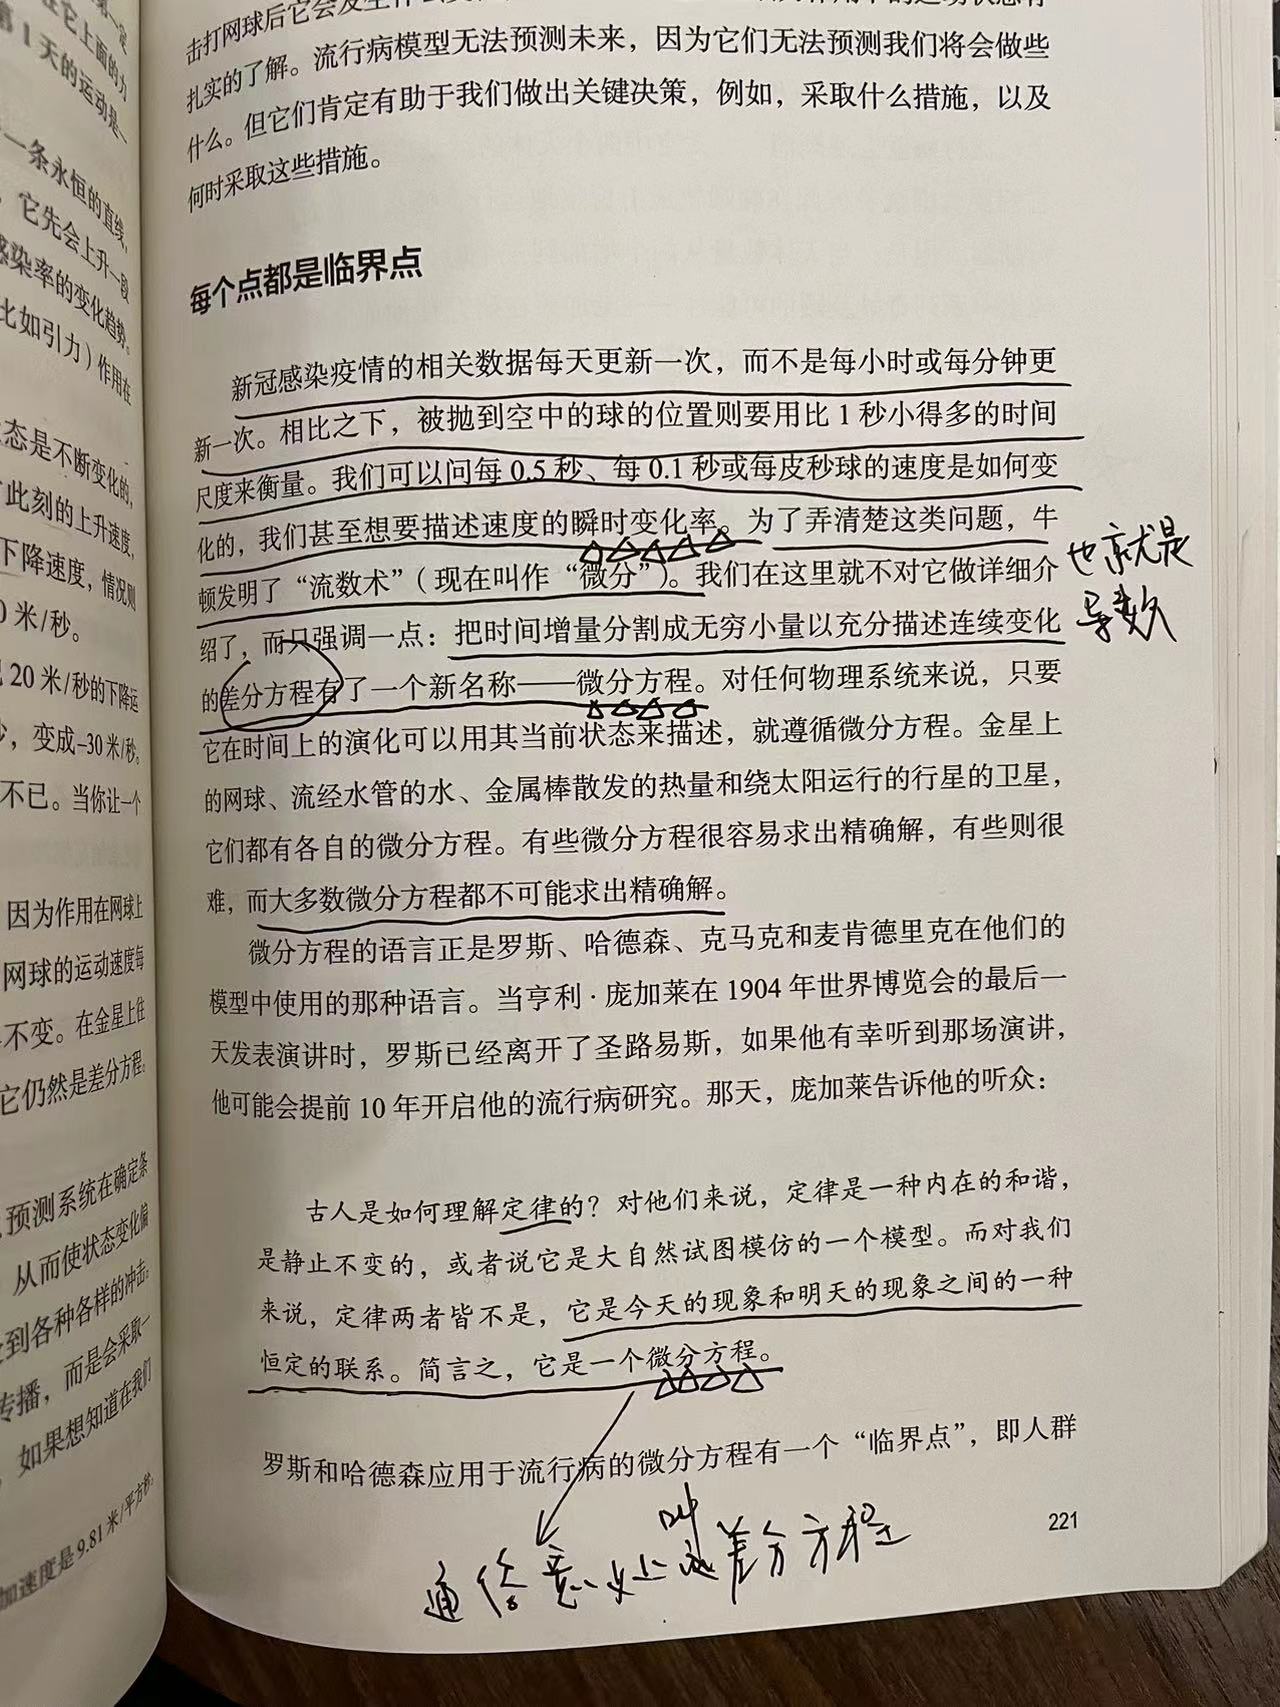 定
在它上面的力
第1天的运动是一
一条永恒的直线，
，它先会上升一段
感染率的变化趋势。
比如引力）作用在
态是不断变化的，
此刻的上升速度，
下降速度，情况则
0米/秒。
20米/秒的下降运
，变成-30米/秒。
不已。当你让一个
因为作用在网球上
网球的运动速度每
不变。在金星上往
它仍然是差分方程。
预测系统在确定条
从而使状态变化偏
到各种各样的冲击。
传播，而是会采取一
，如果想知道在我们
加速度是9.81米/平方秒。
击打网球后它会发生什么
扎实的了解。流行病模型无法预测未来，因为它们无法预测我们将会做些
什么。但它们肯定有助于我们做出关键决策，例如，采取什么措施，以及
何时采取这些措施。
每个点都是临界点
新冠感染疫情的相关数据每天更新一次，而不是每小时或每分钟更
新一次。相比之下，被抛到空中的球的位置则要用比1秒小得多的时间
尺度来衡量。我们可以问每0.5秒、每0.1秒或每皮秒球的速度是如何变
化的，我们甚至想要描述速度的瞬时变化率。为了弄清楚这类问题，牛
顿发明了“流数术”（现在叫作“微分”）。我们在这里就不对它做详细介
绍了，而只强调一点：把时间增量分割成无穷小量以充分描述连续变化
的差分方程有了一个新名称——微分方程。对任何物理系统来说，只要
它在时间上的演化可以用其当前状态来描述，就遵循微分方程。金星上
的网球、流经水管的水、金属棒散发的热量和绕太阳运行的行星的卫星，
它们都有各自的微分方程。有些微分方程很容易求出精确解，有些则很
难，而大多数微分方程都不可能求出精确解。
微分方程的语言正是罗斯、哈德森、克马克和麦肯德里克在他们的
模型中使用的那种语言。当亨利·庞加莱在1904年世界博览会的最后一
天发表演讲时，罗斯已经离开了圣路易斯，如果他有幸听到那场演讲，
他可能会提前10年开启他的流行病研究。那天，庞加莱告诉他的听众：
古人是如何理解定律的？对他们来说，定律是一种内在的和谐，
是静止不变的，或者说它是大自然试图模仿的一个模型。而对我们
来说，定律两者皆不是，它是今天的现象和明天的现象之间的一种
恒定的联系。简言之，它是一个微分方程。
罗斯和哈德森应用于流行病的微分方程有一个“临界点”，即人群
221
也就是
导数
叫
通俗意义上 差分方程